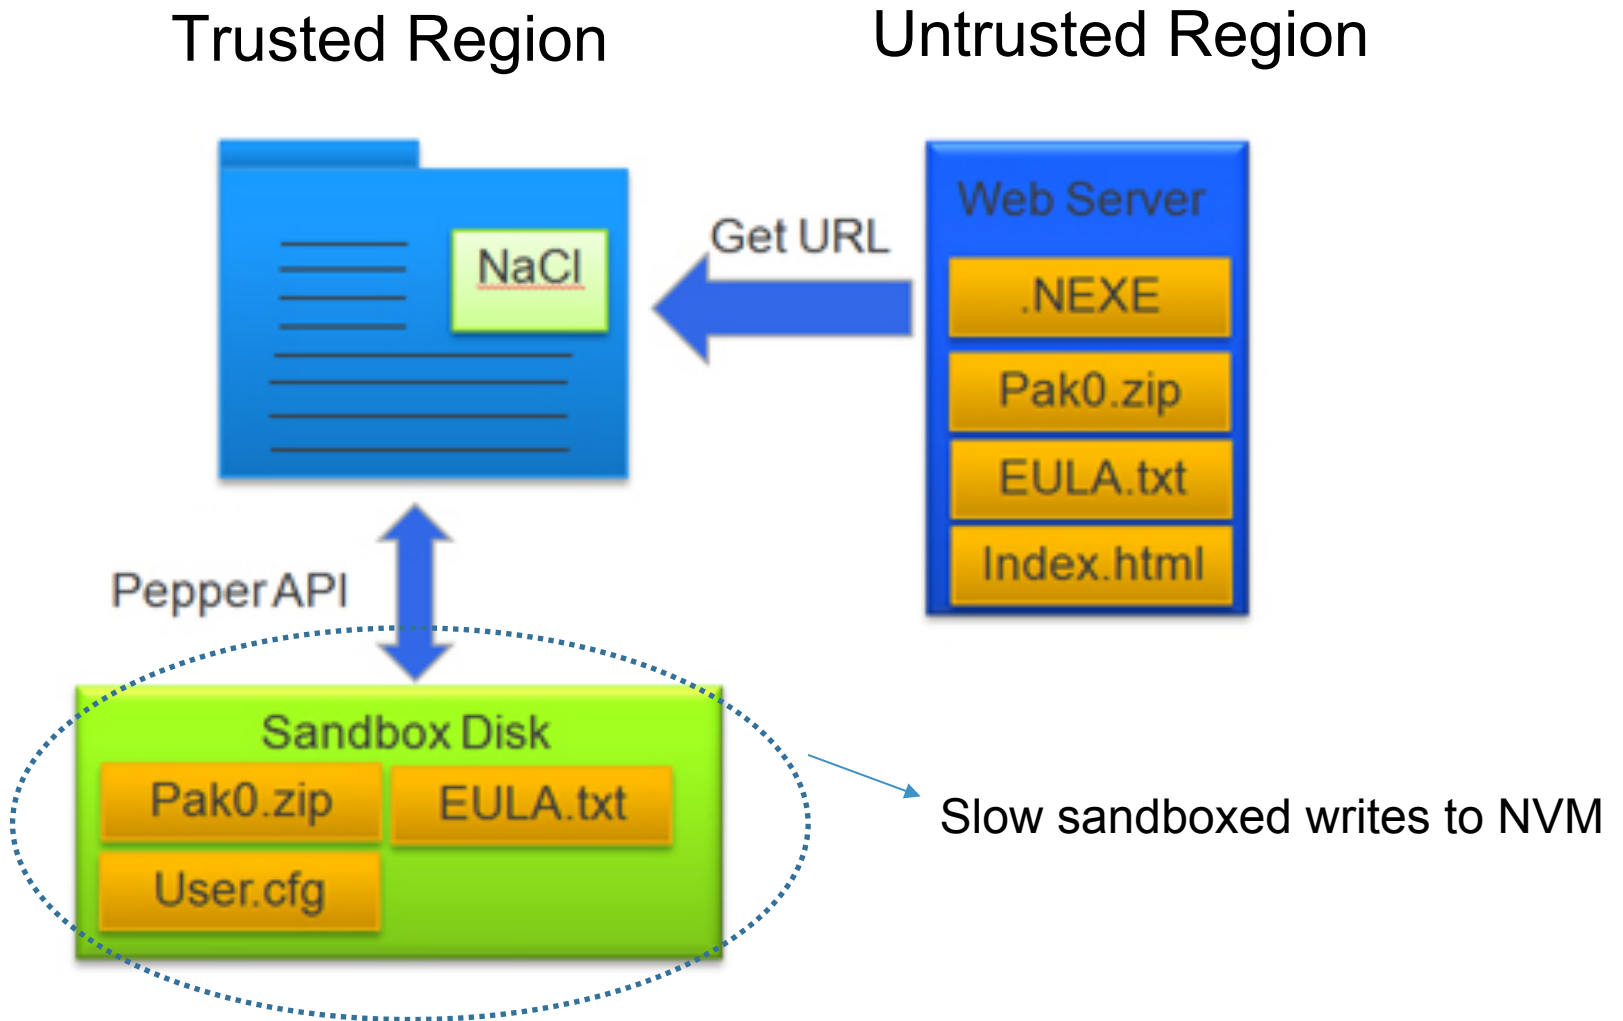 Trusted Region
Untrusted Region
NaCl
Get URL
Web Server
.NEXE
Pak0.zip
EULA.txt
Index.html
Pepper API
Sandbox Disk
Pak0.zip
EULA.txt
User.cfg
Slow sandboxed writes to NVM